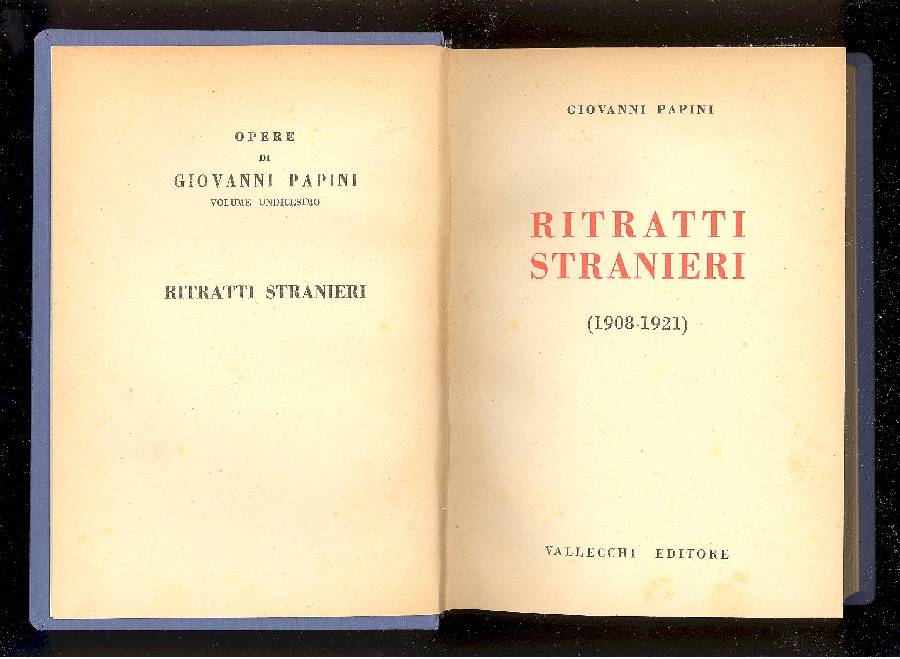 OPERE
DI
GIOVANNI PAPINI
VOLUME UNDICESIMO
RITRATTI STRANIERI
GIOVANNI PAPINI
RITRATTI
STRANIERI
(1908-1921)
VALLECCHI EDITORE